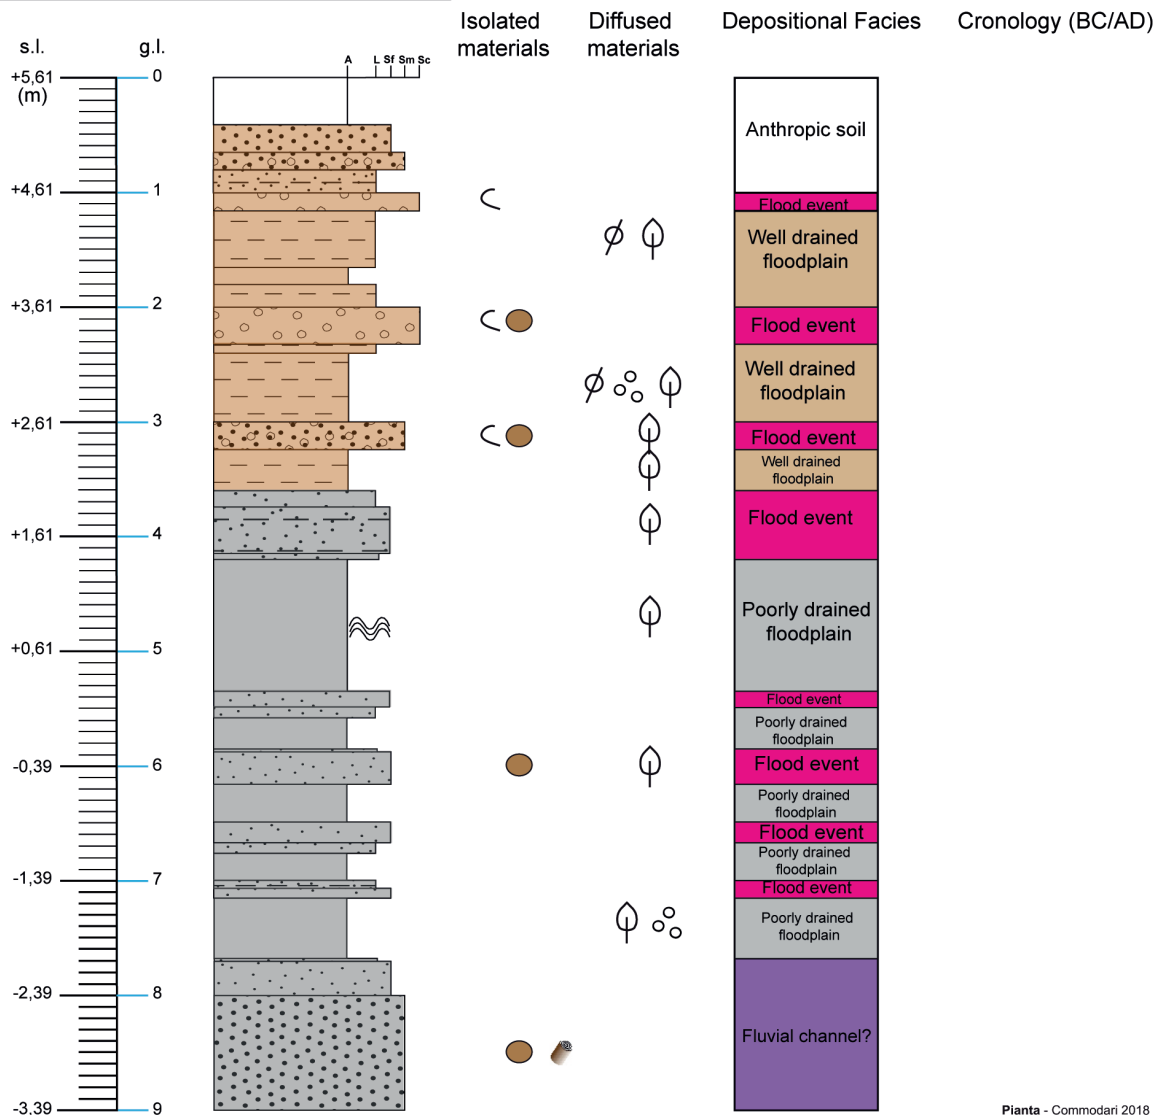 Isolated materials
Diffused materials
Depositional Facies
Cronology (BC/AD)
s.l.
g.l.
A L Sf Sm Sc
+5,61 0
(m)
Anthropic soil
+4,61 1
Flood event
Well drained
floodplain
+3,61 2
Flood event
Well drained
floodplain
+2,61 3
Flood event
Well drained
floodplain
+1,61 4
Flood event
Poorly drained
floodplain
+0,61 5
Flood event
Poorly drained
floodplain
-0,39 6
Flood event
Poorly drained
floodplain
Flood event
Poorly drained
floodplain
-1,39 7
Flood event
Poorly drained
floodplain
-2,39 8
Fluvial channel?
-3.39 9
Pianta - Commodari 2018